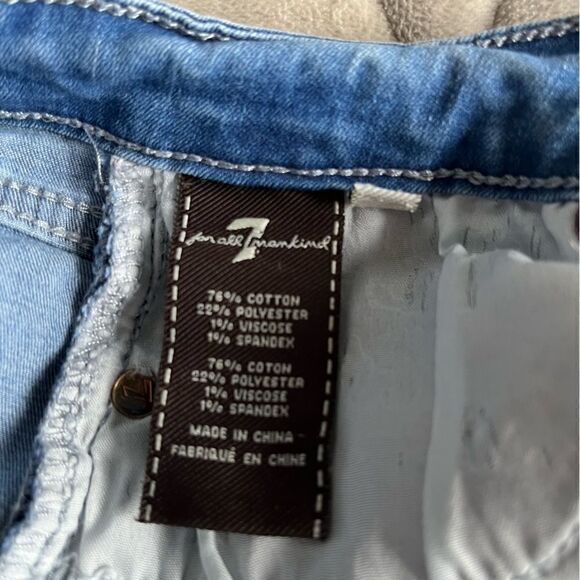 for all 7 mankind
76% COTTON
22% POLYESTER
1% VISCOSE
1% SPANDEX
76% COTON
22% POLYESTER
1% VISCOSE
1% SPANDEX
MADE IN CHINA
FABRIQUÉ EN CHINE